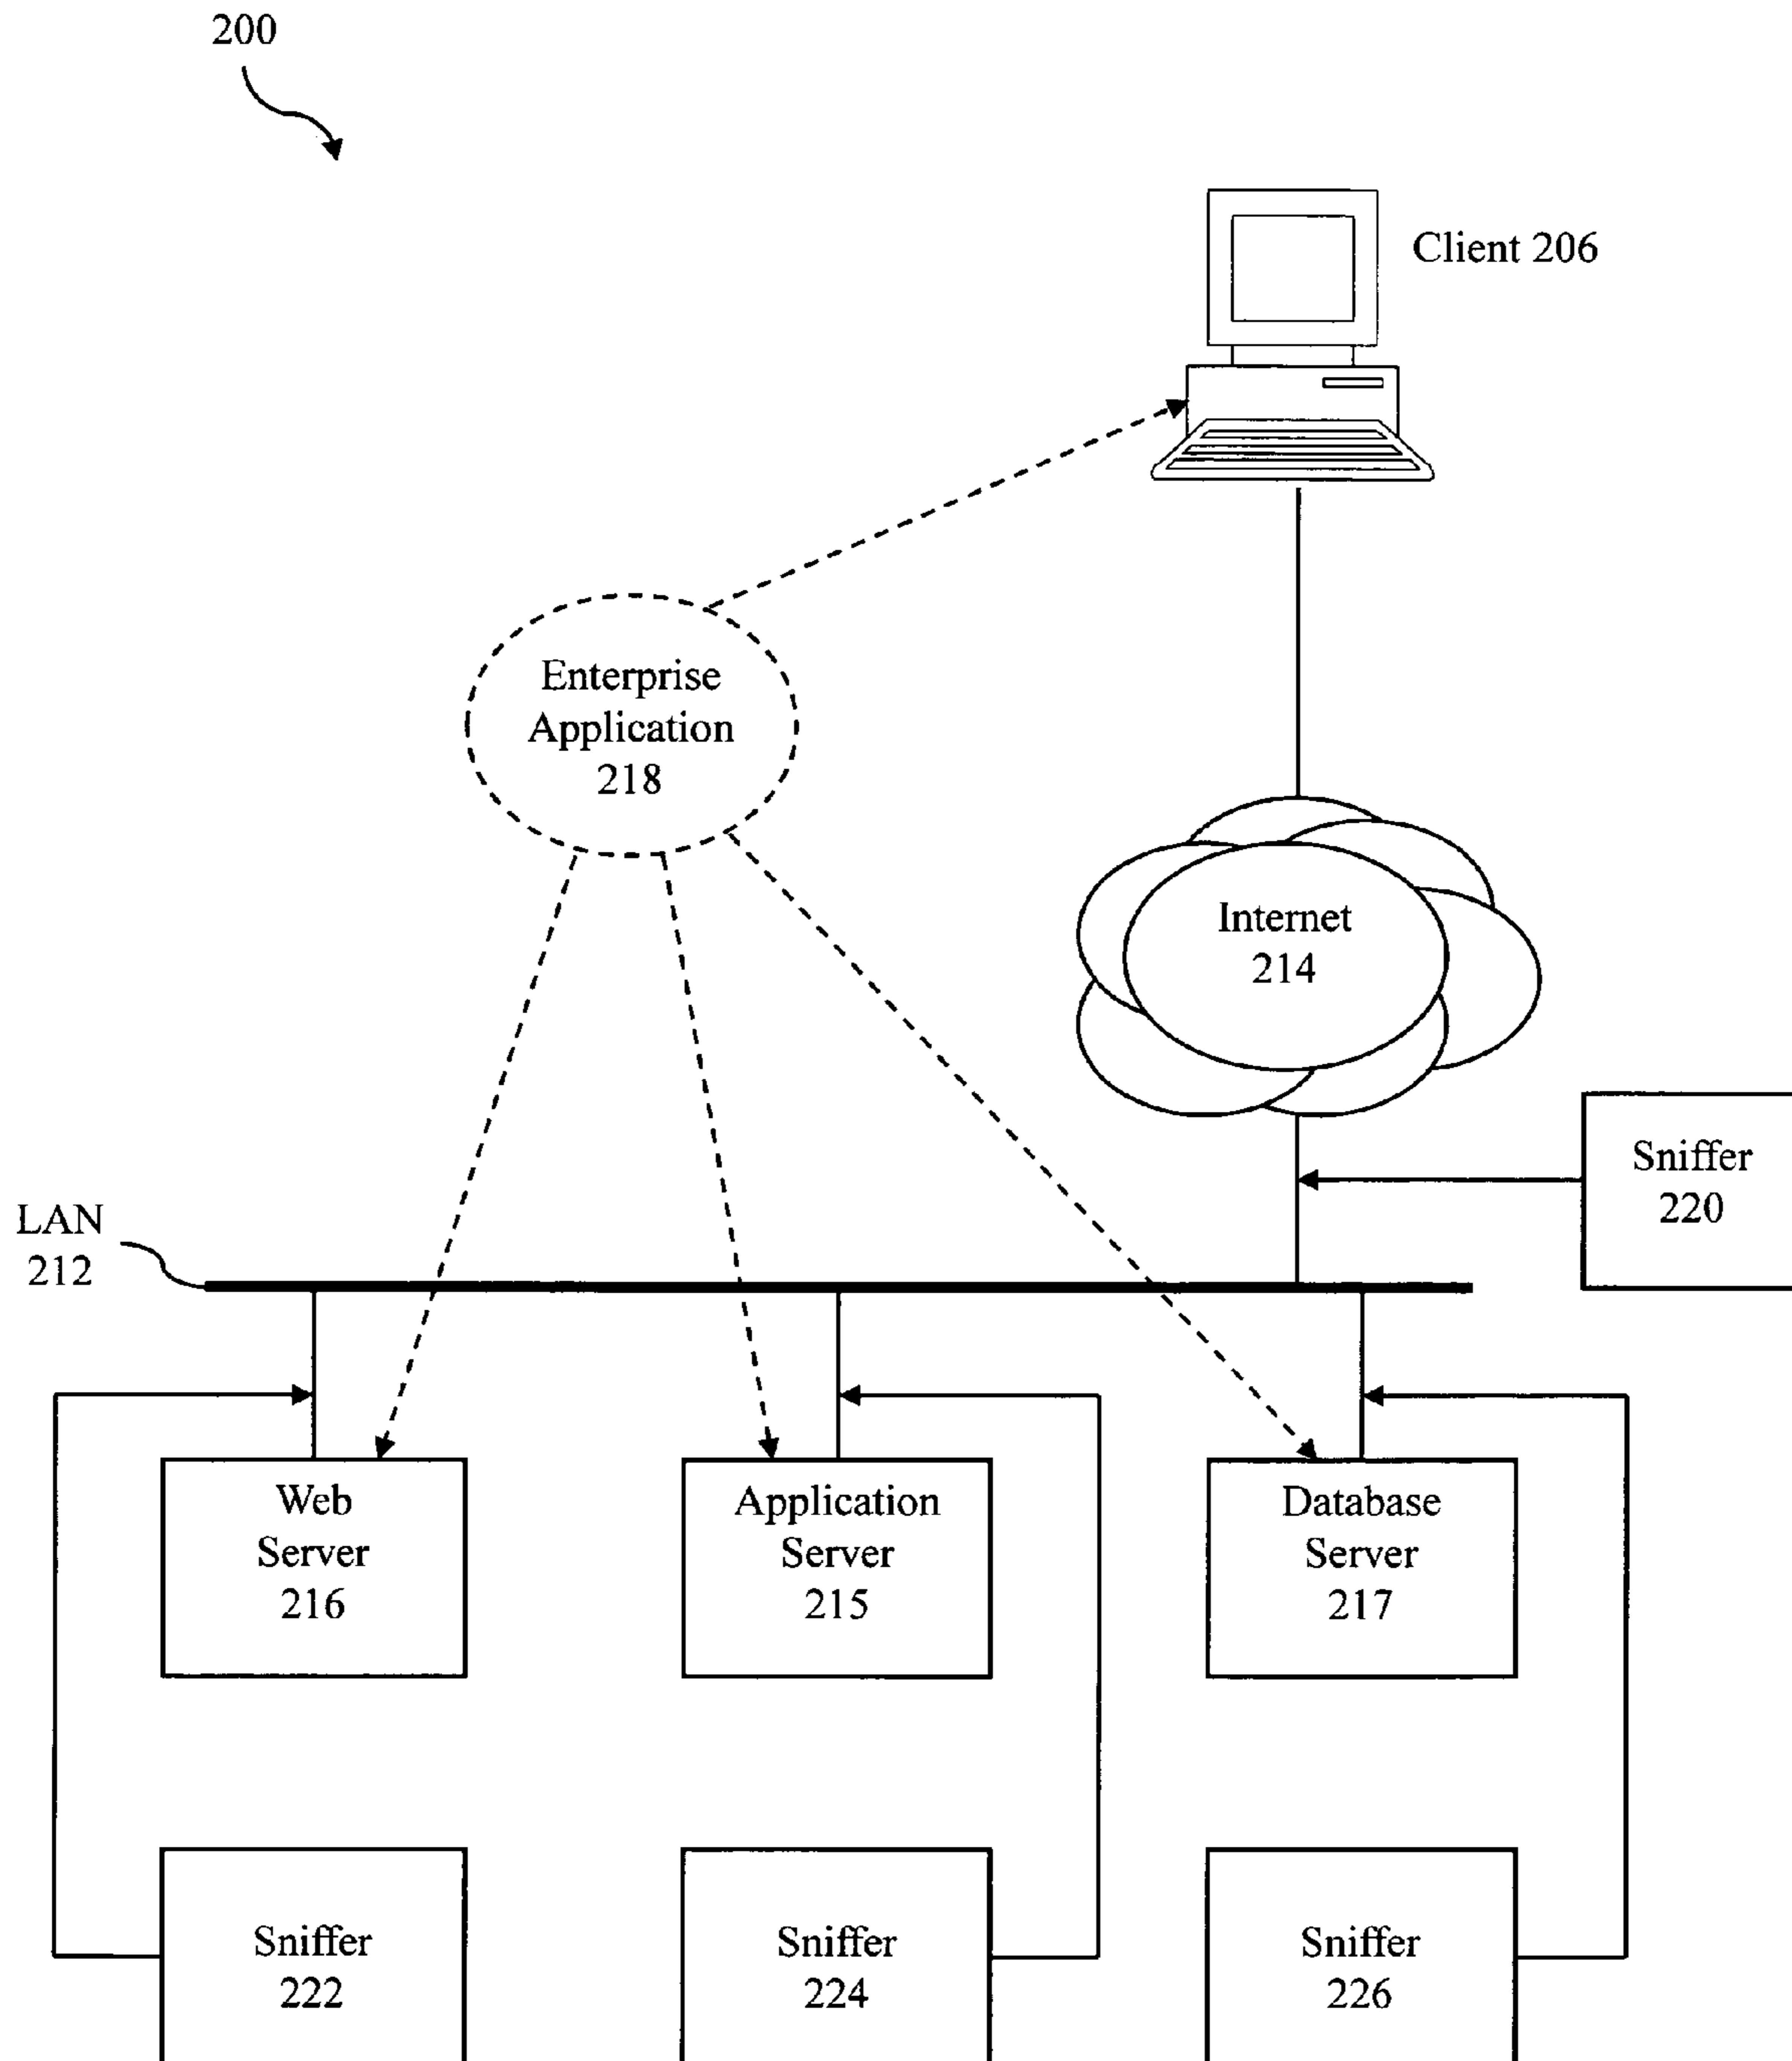 200
Client 206
Enterprise
Application
218
Internet
214
Sniffer
220
LAN
212
Web
Server
216
Application
Server
215
Database
Server
217
Sniffer
222
Sniffer
224
Sniffer
226